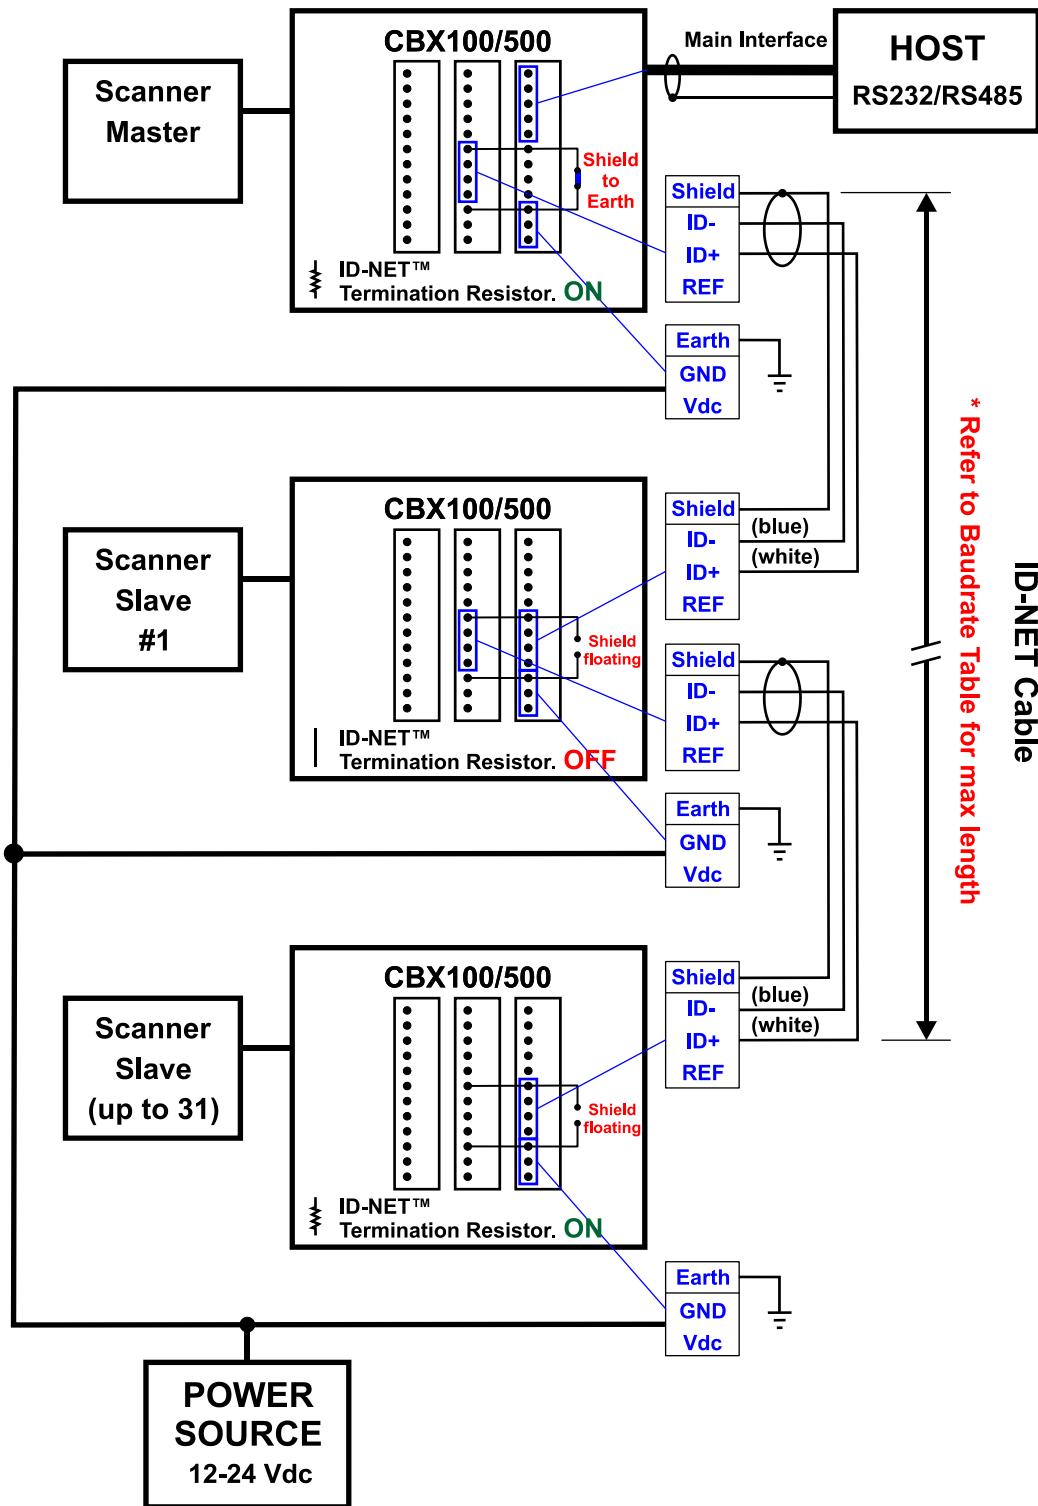 CBX100/500
Scanner
Master
Main Interface
HOST
RS232/RS485
Shield
to
Earth
ID-NET™
Termination Resistor. ON
Shield
ID-
ID+
REF
Earth
GND
Vdc
CBX100/500
Scanner
Slave
#1
Shield
floating
ID-NET™
Termination Resistor. OFF
Shield
ID-
ID+
REF
(blue)
(white)
Shield
ID-
ID+
REF
Earth
GND
Vdc
* Refer to Baudrate Table for max length
ID-NET Cable
CBX100/500
Scanner
Slave
(up to 31)
Shield
floating
ID-NET™
Termination Resistor. ON
Shield
ID-
ID+
REF
(blue)
(white)
Earth
GND
Vdc
POWER
SOURCE
12-24 Vdc